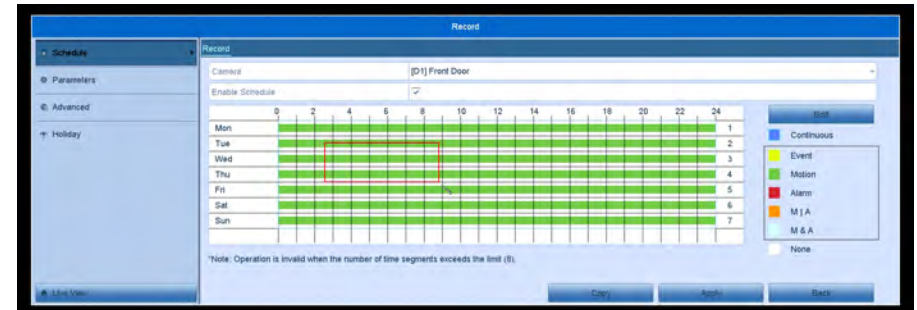 Record
Schedule
Parameters
Advanced
Holiday
Live View
Record
Camera [D1] Front Door
Enable Schedule
0 2 4 6 8 10 12 14 16 18 20 22 24
Mon 1
Tue 2
Wed 3
Thu 4
Fri 5
Sat 6
Sun 7
Edit
Continuous
Event
Motion
Alarm
M | A
M & A
None
*Note: Operation is invalid when the number of time segments exceeds the limit (8).
Copy Apply Back